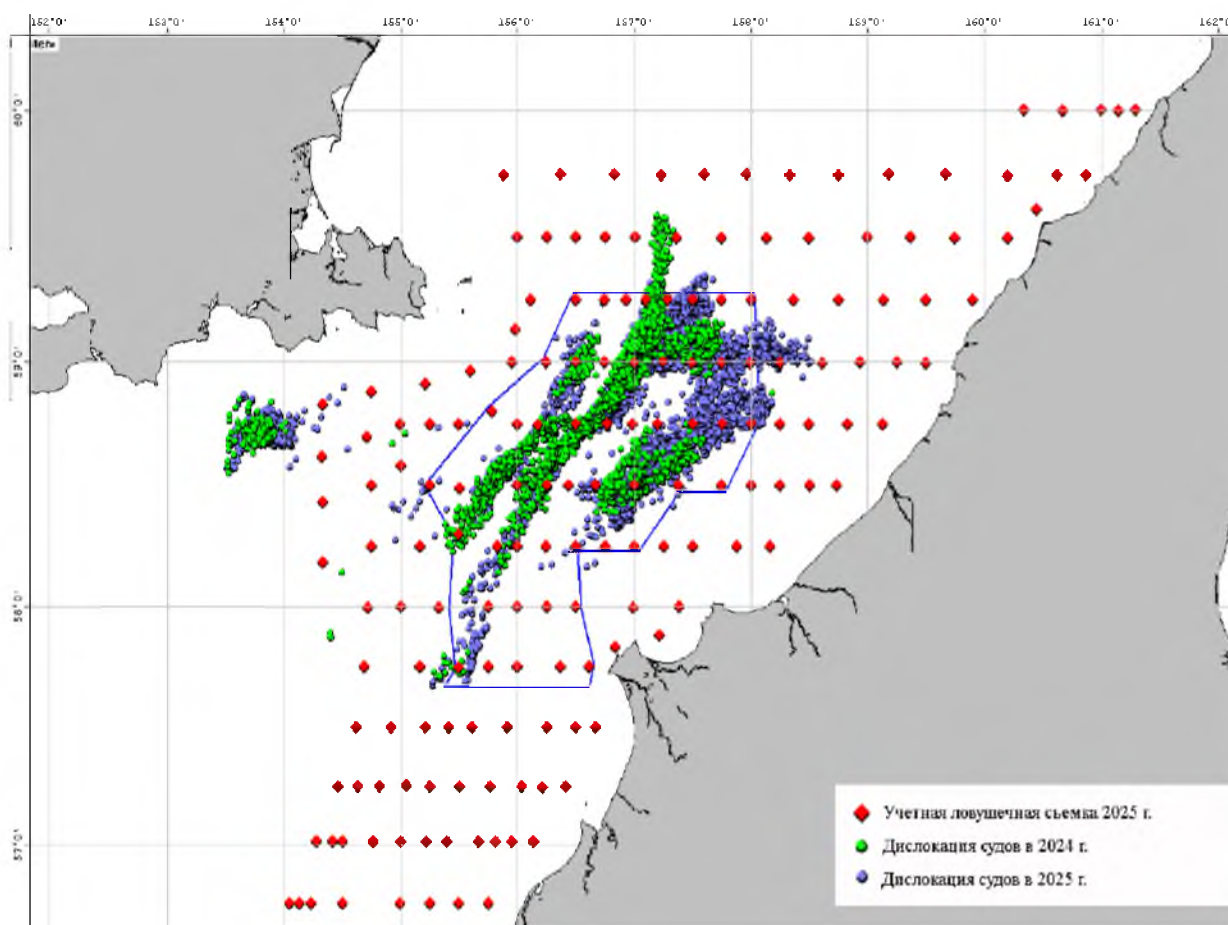 152°0' 153°0' 154°0' 155°0' 156°0' 157°0' 158°0' 159°0' 160°0' 161°0' 162°0'
60°0'
59°0'
58°0'
57°0'
Учетная ловушечная съемка 2025 г.
Дислокация судов в 2024 г.
Дислокация судов в 2025 г.